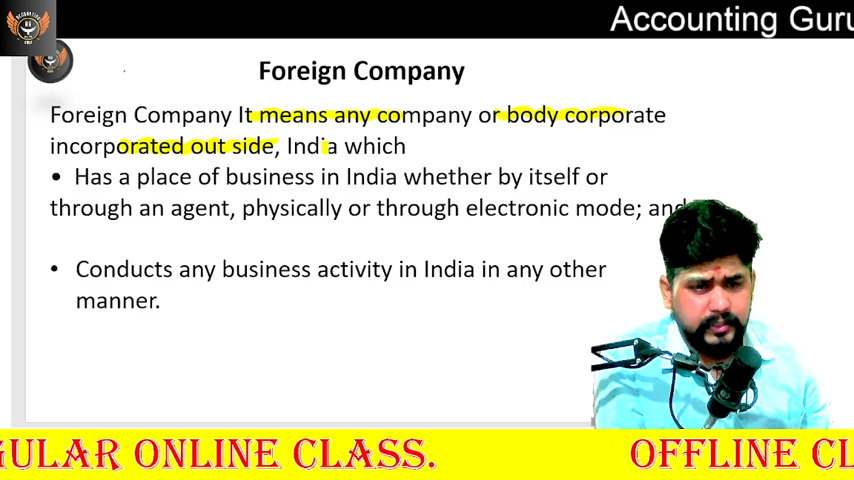 Accounting Guru
Foreign Company
Foreign Company It means any company or body corporate
incorporated out side, India which
• Has a place of business in India whether by itself or
through an agent, physically or through electronic mode; and
• Conducts any business activity in India in any other
manner.
GULAR ONLINE CLASS. OFFLINE CL